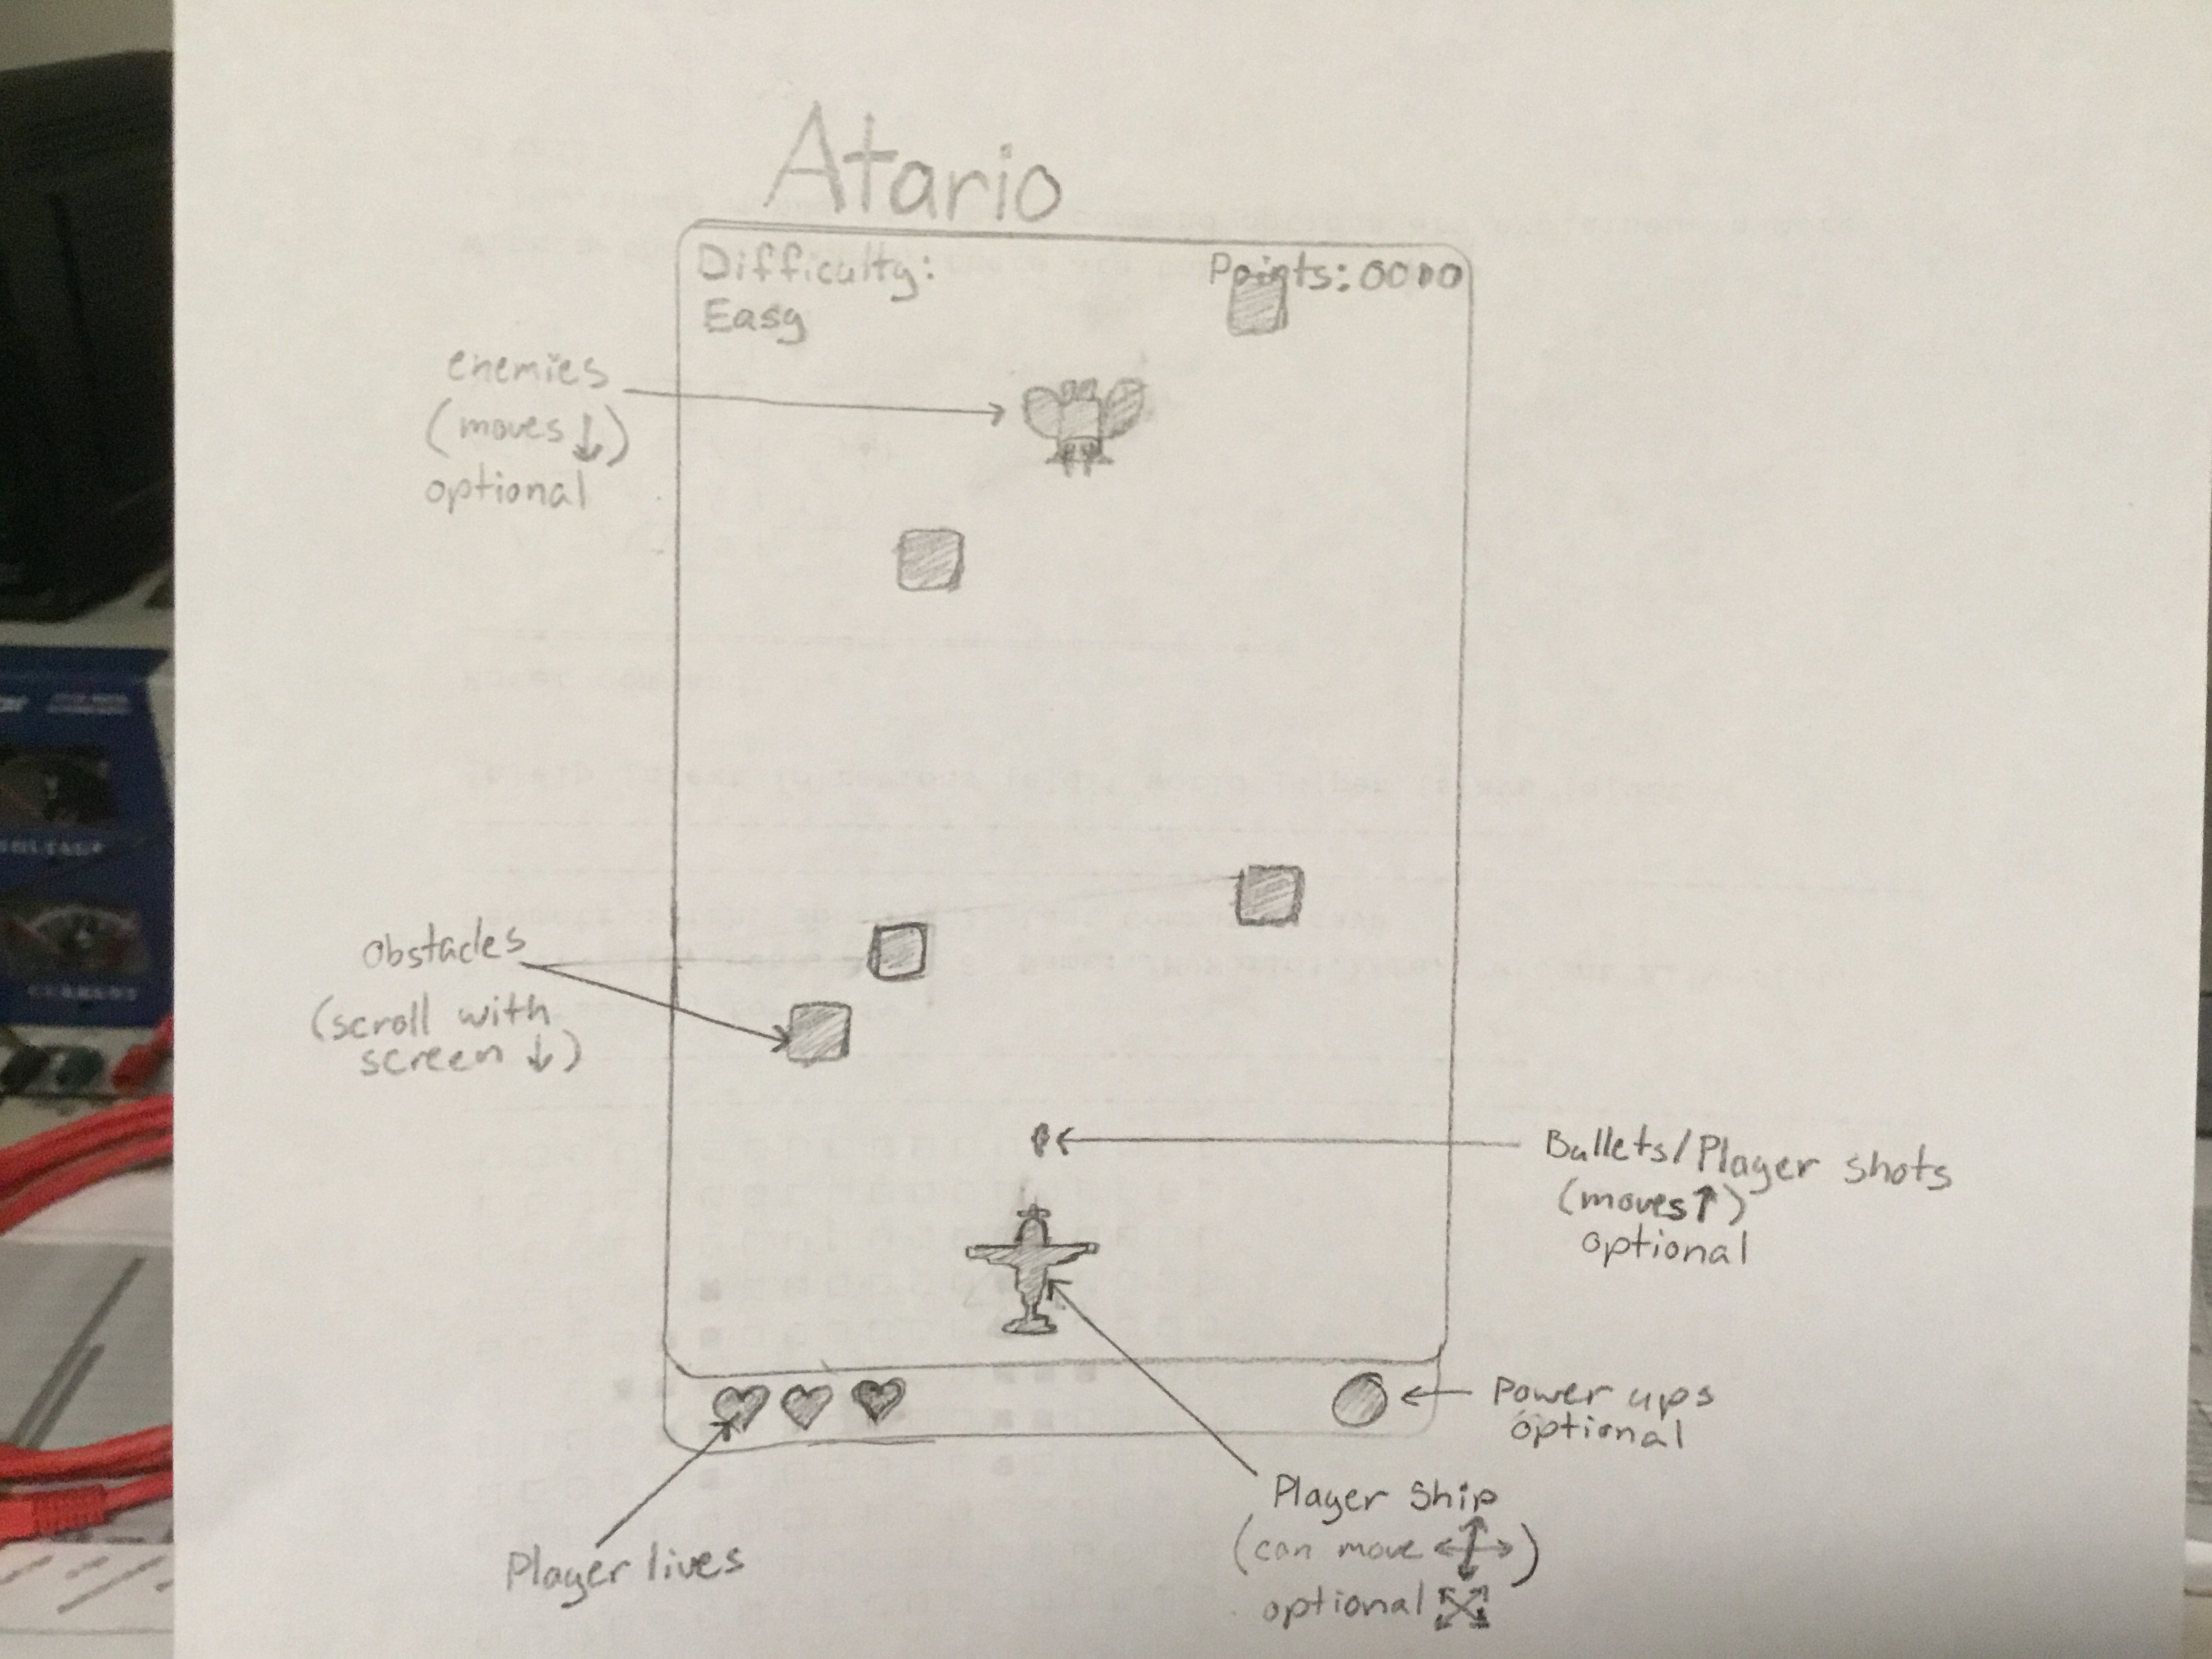 Atario
Difficulty:
Easy
Points: 0000
enemies
(moves ↓)
optional
Obstacles
(scroll with
screen ↓)
Bullets/Player shots
(moves ↑)
optional
Power ups
optional
Player Ship
(can move ↔↕)
optional
Player lives
CURRENT